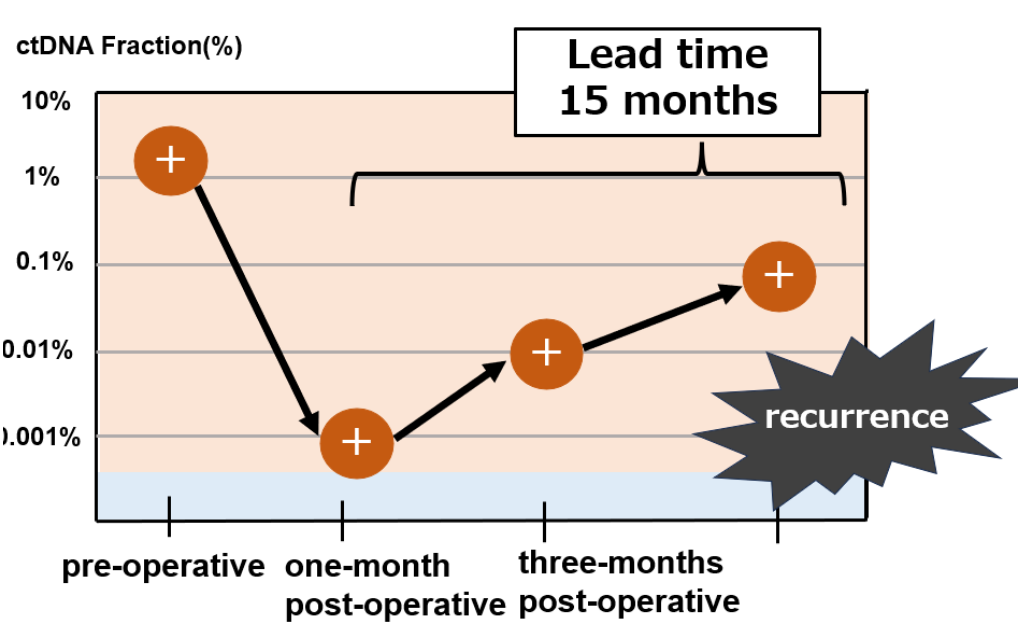 ctDNA Fraction(%)
Lead time
15 months
10%
+
1%
0.1%
+
0.01%
+
recurrence
0.001%
+
pre-operative
one-month
post-operative
three-months
post-operative